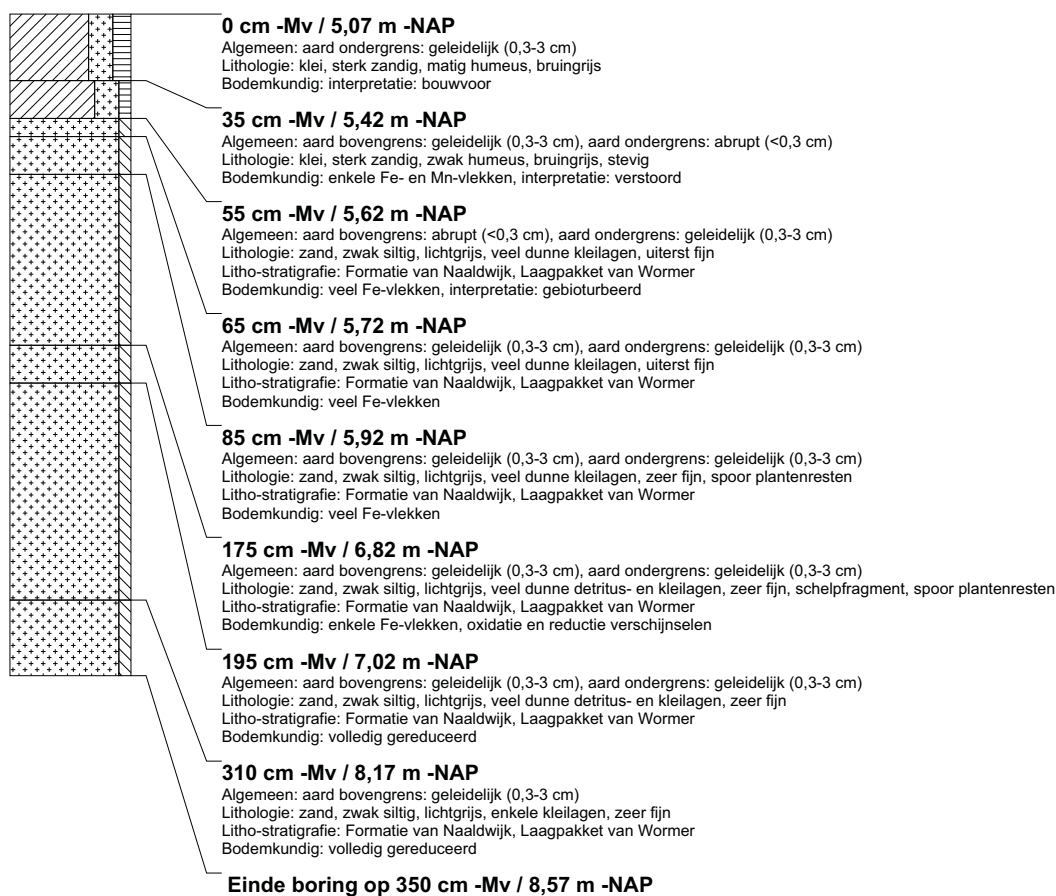 0 cm -Mv / 5,07 m -NAP
Algemeen: aard ondergrens: geleidelijk (0,3-3 cm)
Lithologie: klei, sterk zandig, matig humeus, bruingrijs
Bodemkundig: interpretatie: bouwvoor
35 cm -Mv / 5,42 m -NAP
Algemeen: aard bovengrens: geleidelijk (0,3-3 cm), aard ondergrens: abrupt (<0,3 cm)
Lithologie: klei, sterk zandig, zwak humeus, bruingrijs, stevig
Bodemkundig: enkele Fe- en Mn-vlekken, interpretatie: verstoord
55 cm -Mv / 5,62 m -NAP
Algemeen: aard bovengrens: abrupt (<0,3 cm), aard ondergrens: geleidelijk (0,3-3 cm)
Lithologie: zand, zwak siltig, lichtgrijs, veel dunne kleilagen, uiterst fijn
Litho-stratigrafie: Formatie van Naaldwijk, Laagpakket van Wormer
Bodemkundig: veel Fe-vlekken, interpretatie: gebioturbeerd
65 cm -Mv / 5,72 m -NAP
Algemeen: aard bovengrens: geleidelijk (0,3-3 cm), aard ondergrens: geleidelijk (0,3-3 cm)
Lithologie: zand, zwak siltig, lichtgrijs, veel dunne kleilagen, uiterst fijn
Litho-stratigrafie: Formatie van Naaldwijk, Laagpakket van Wormer
Bodemkundig: veel Fe-vlekken
85 cm -Mv / 5,92 m -NAP
Algemeen: aard bovengrens: geleidelijk (0,3-3 cm), aard ondergrens: geleidelijk (0,3-3 cm)
Lithologie: zand, zwak siltig, lichtgrijs, veel dunne kleilagen, zeer fijn, spoor plantenresten
Litho-stratigrafie: Formatie van Naaldwijk, Laagpakket van Wormer
Bodemkundig: veel Fe-vlekken
175 cm -Mv / 6,82 m -NAP
Algemeen: aard bovengrens: geleidelijk (0,3-3 cm), aard ondergrens: geleidelijk (0,3-3 cm)
Lithologie: zand, zwak siltig, lichtgrijs, veel dunne detritus- en kleilagen, zeer fijn, schelpfragment, spoor plantenresten
Litho-stratigrafie: Formatie van Naaldwijk, Laagpakket van Wormer
Bodemkundig: enkele Fe-vlekken, oxidatie en reductie verschijnselen
195 cm -Mv / 7,02 m -NAP
Algemeen: aard bovengrens: geleidelijk (0,3-3 cm), aard ondergrens: geleidelijk (0,3-3 cm)
Lithologie: zand, zwak siltig, lichtgrijs, veel dunne detritus- en kleilagen, zeer fijn
Litho-stratigrafie: Formatie van Naaldwijk, Laagpakket van Wormer
Bodemkundig: volledig gereduceerd
310 cm -Mv / 8,17 m -NAP
Algemeen: aard bovengrens: geleidelijk (0,3-3 cm)
Lithologie: zand, zwak siltig, lichtgrijs, enkele kleilagen, zeer fijn
Litho-stratigrafie: Formatie van Naaldwijk, Laagpakket van Wormer
Bodemkundig: volledig gereduceerd
Einde boring op 350 cm -Mv / 8,57 m -NAP